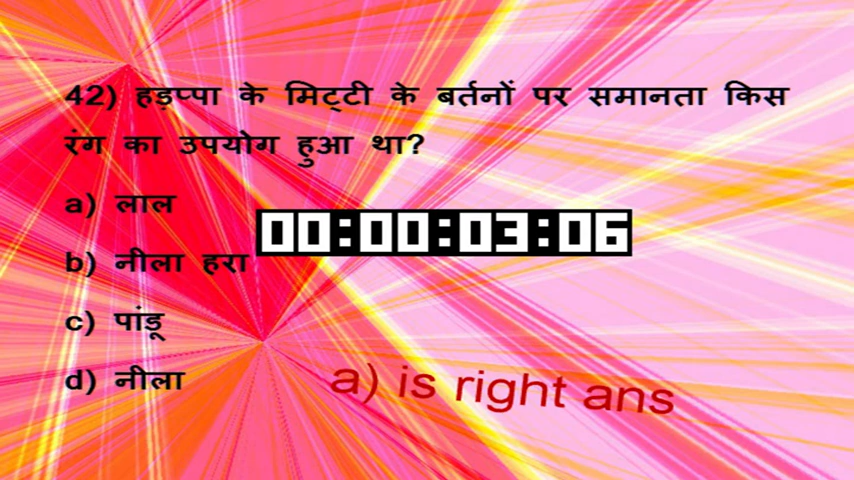 42) हड़प्पा के मिट्टी के बर्तनों पर समानता किस
रंग का उपयोग हुआ था?
a) लाल
00:00:03:06
b) नीला हरा
c) पांडू
d) नीला
a) is right ans